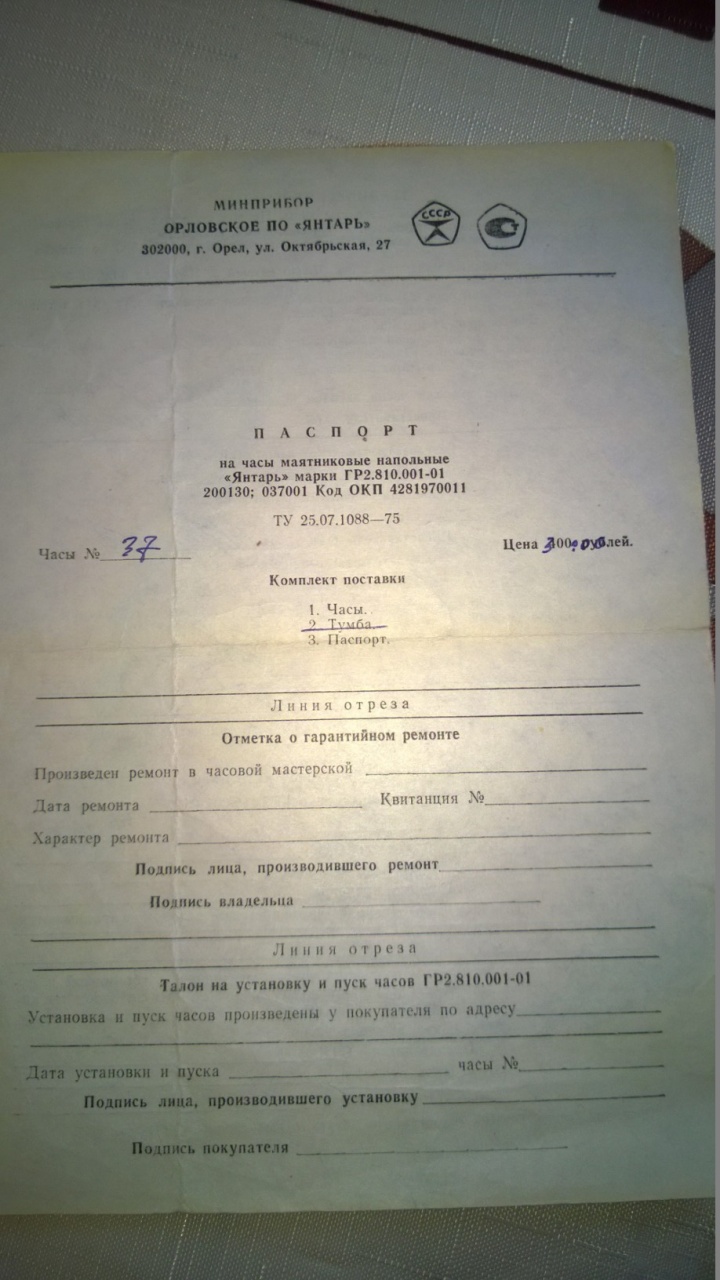 МИНПРИБОР
ОРЛОВСКОЕ ПО «ЯНТАРЬ»
302000, г. Орел, ул. Октябрьская, 27
СССР
ПАСПОРТ
на часы маятниковые напольные
«Янтарь» марки ГР2.810.001-01
200130; 037001 Код ОКП 4281970011
ТУ 25.07.1088—75
Часы № 37
Цена рублей.
Комплект поставки
1. Часы.
2. Тумба.
3. Паспорт.
Линия отреза
Отметка о гарантийном ремонте
Произведен ремонт в часовой мастерской
Дата ремонта Квитанция №
Характер ремонта
Подпись лица, производившего ремонт
Подпись владельца
Линия отреза
Талон на установку и пуск часов ГР2.810.001-01
Установка и пуск часов произведены у покупателя по адресу
Дата установки и пуска часы №
Подпись лица, производившего установку
Подпись покупателя